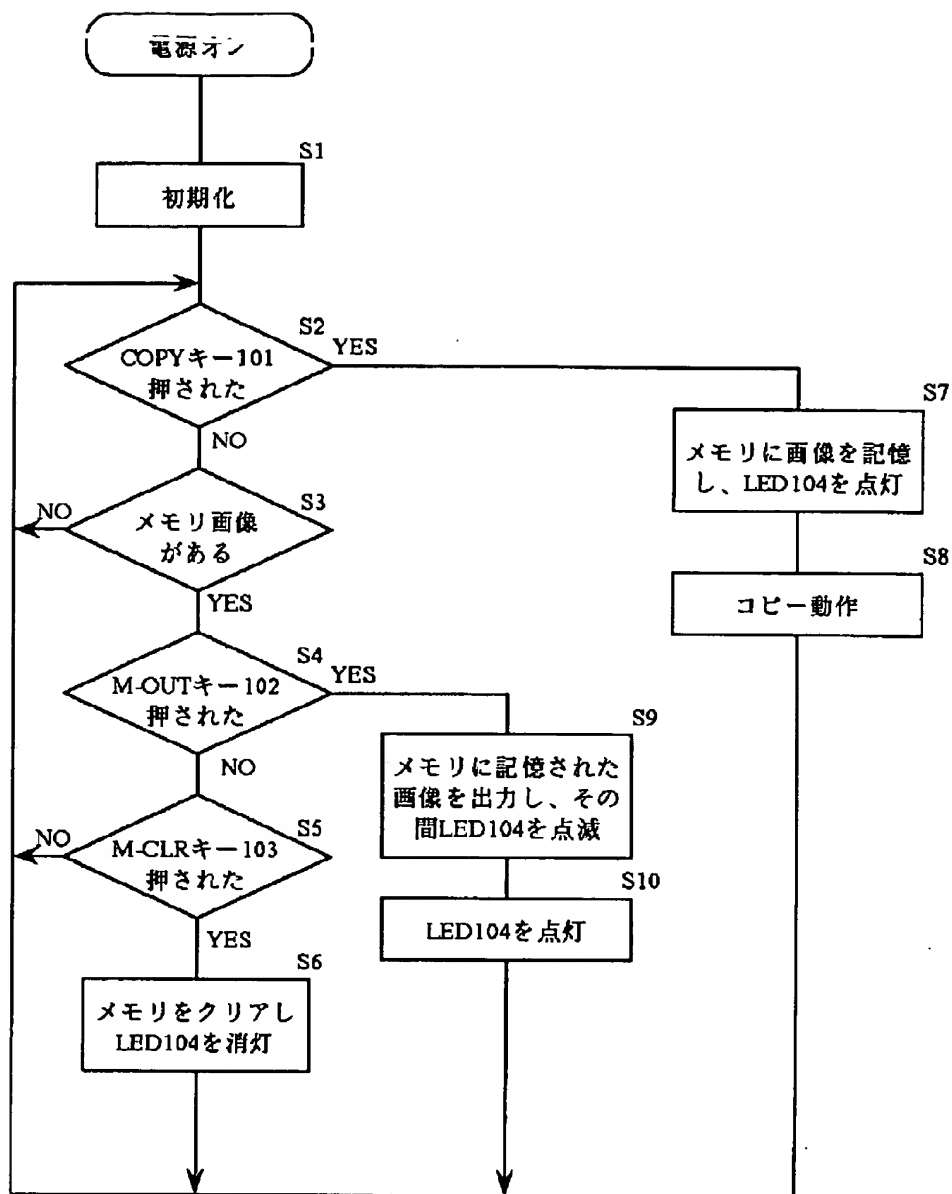 電源オン
S1
初期化
S2
COPYキー101
押された
YES
NO
S3
メモリ画像
がある
NO
YES
S4
M-OUTキー102
押された
YES
NO
S5
M-CLRキー103
押された
NO
YES
S6
メモリをクリアし
LED104を消灯
S7
メモリに画像を記憶
し、LED104を点灯
S8
コピー動作
S9
メモリに記憶された
画像を出力し、その
間LED104を点滅
S10
LED104を点灯